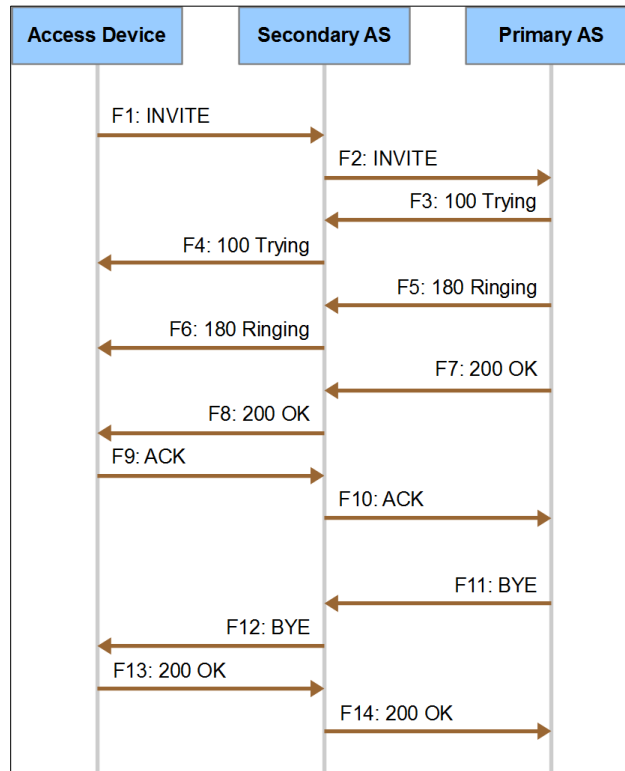 Access Device
Secondary AS
Primary AS
F1: INVITE
F2: INVITE
F3: 100 Trying
F4: 100 Trying
F5: 180 Ringing
F6: 180 Ringing
F7: 200 OK
F8: 200 OK
F9: ACK
F10: ACK
F11: BYE
F12: BYE
F13: 200 OK
F14: 200 OK